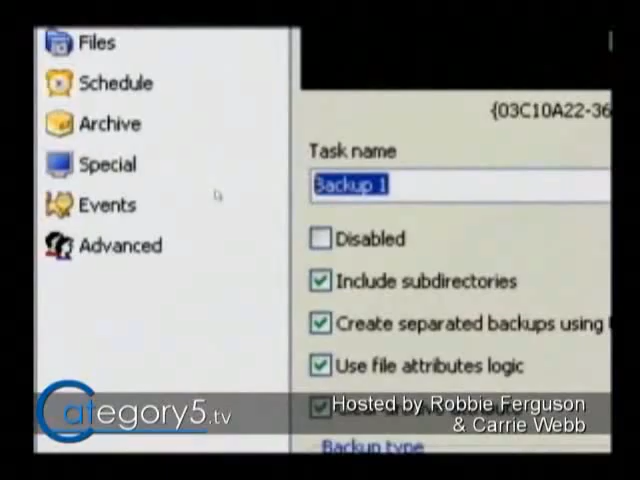 Files
Schedule
Archive
Special
Events
Advanced
{03C10A22-36
Task name
Backup 1
Disabled
Include subdirectories
Create separated backups using
Use file attributes logic
Backup type
Category5.tv
Hosted by Robbie Ferguson
& Carrie Webb